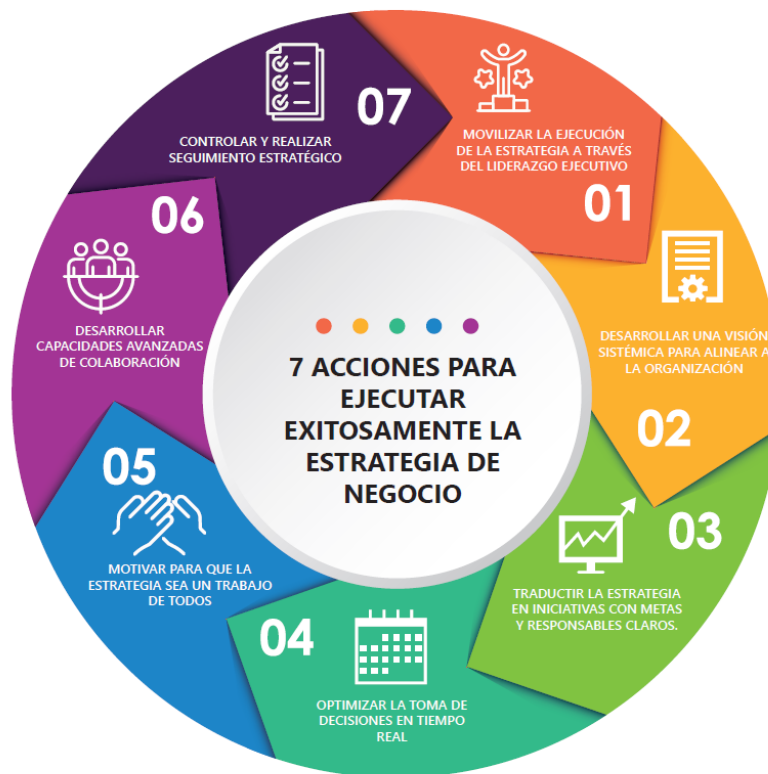 7 ACCIONES PARA
EJECUTAR
EXITOSAMENTE LA
ESTRATEGIA DE
NEGOCIO
01
MOVILIZAR LA EJECUCIÓN
DE LA ESTRATEGIA A TRAVÉS
DEL LIDERAZGO EJECUTIVO
02
DESARROLLAR UNA VISIÓN
SISTÉMICA PARA ALINEAR A
LA ORGANIZACIÓN
03
TRADUCTIR LA ESTRATEGIA
EN INICIATIVAS CON METAS
Y RESPONSABLES CLAROS.
04
OPTIMIZAR LA TOMA DE
DECISIONES EN TIEMPO
REAL
05
MOTIVAR PARA QUE LA
ESTRATEGIA SEA UN TRABAJO
DE TODOS
06
DESARROLLAR
CAPACIDADES AVANZADAS
DE COLABORACIÓN
07
CONTROLAR Y REALIZAR
SEGUIMIENTO ESTRATÉGICO